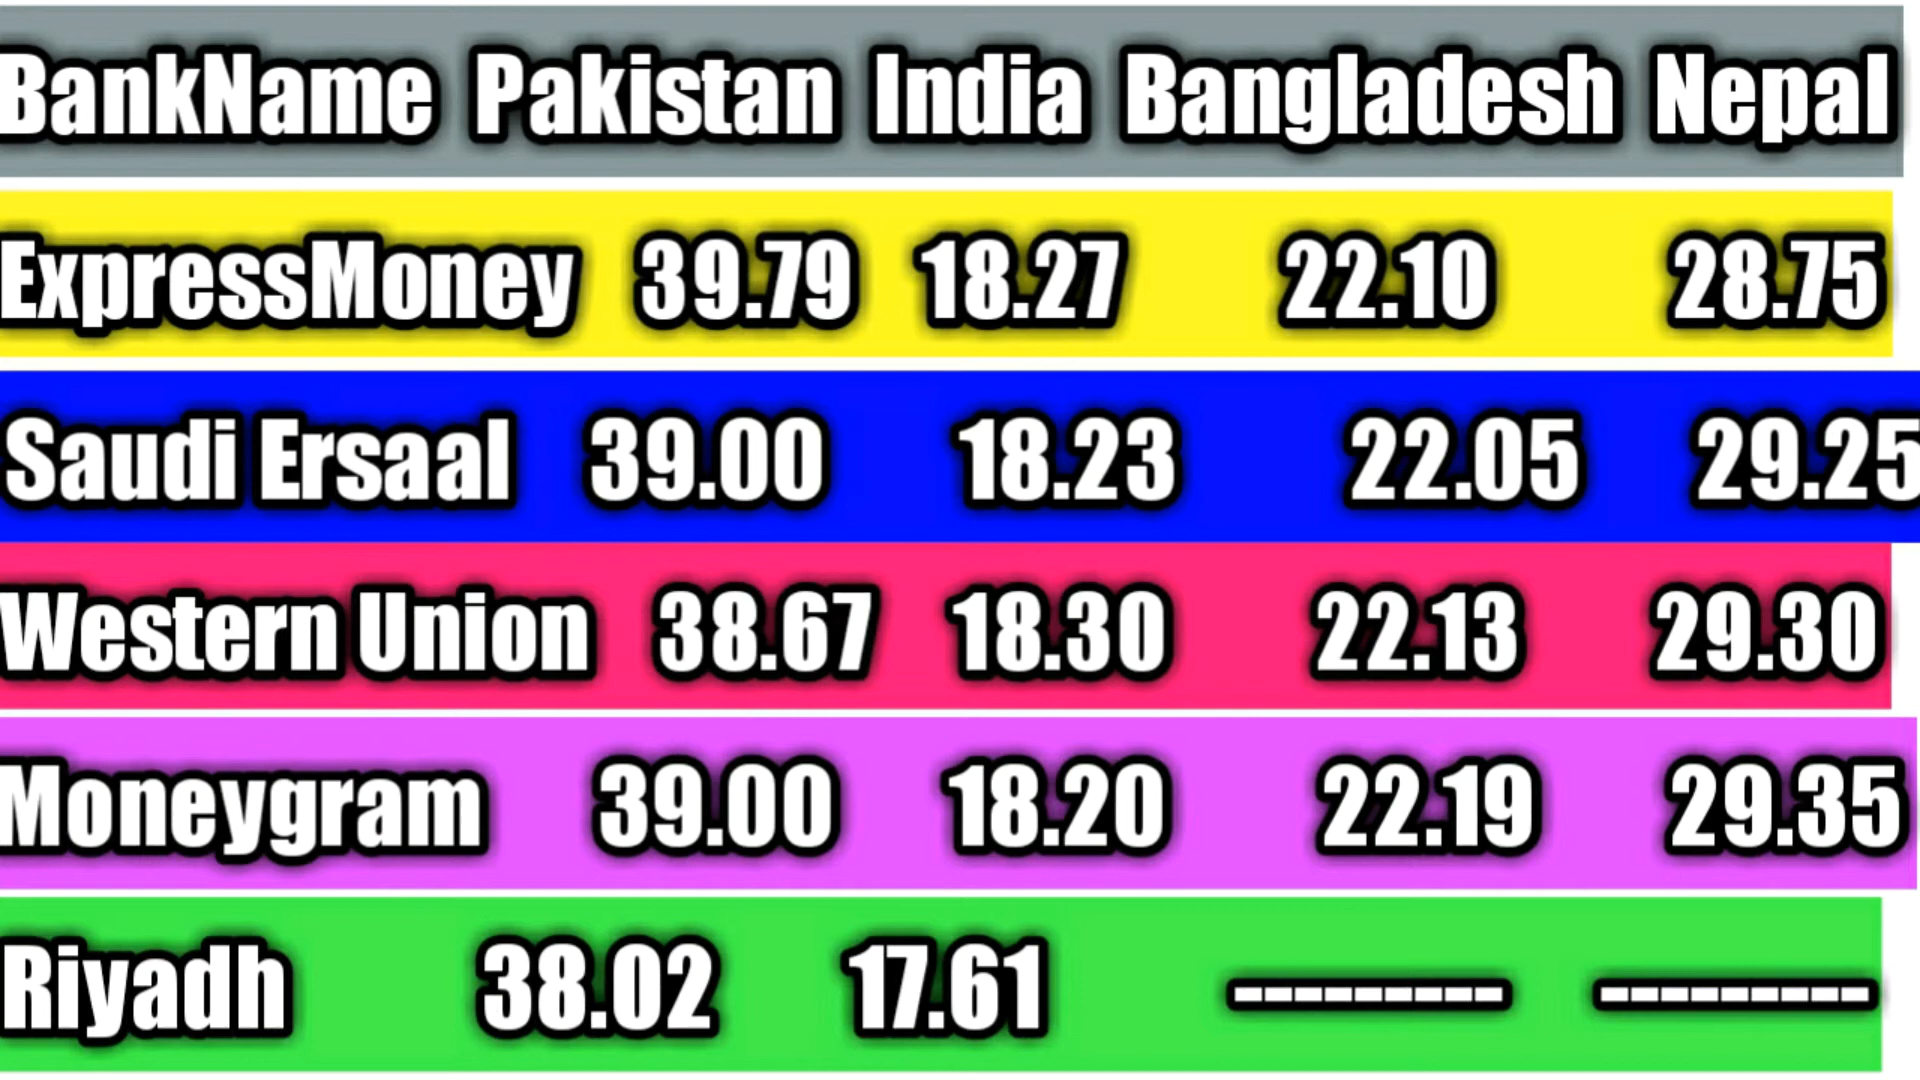 BankName Pakistan India Bangladesh Nepal
ExpressMoney 39.79 18.27 22.10 28.75
Saudi Ersaal 39.00 18.23 22.05 29.25
Western Union 38.67 18.30 22.13 29.30
Moneygram 39.00 18.20 22.19 29.35
Riyadh 38.02 17.61 --------- ---------